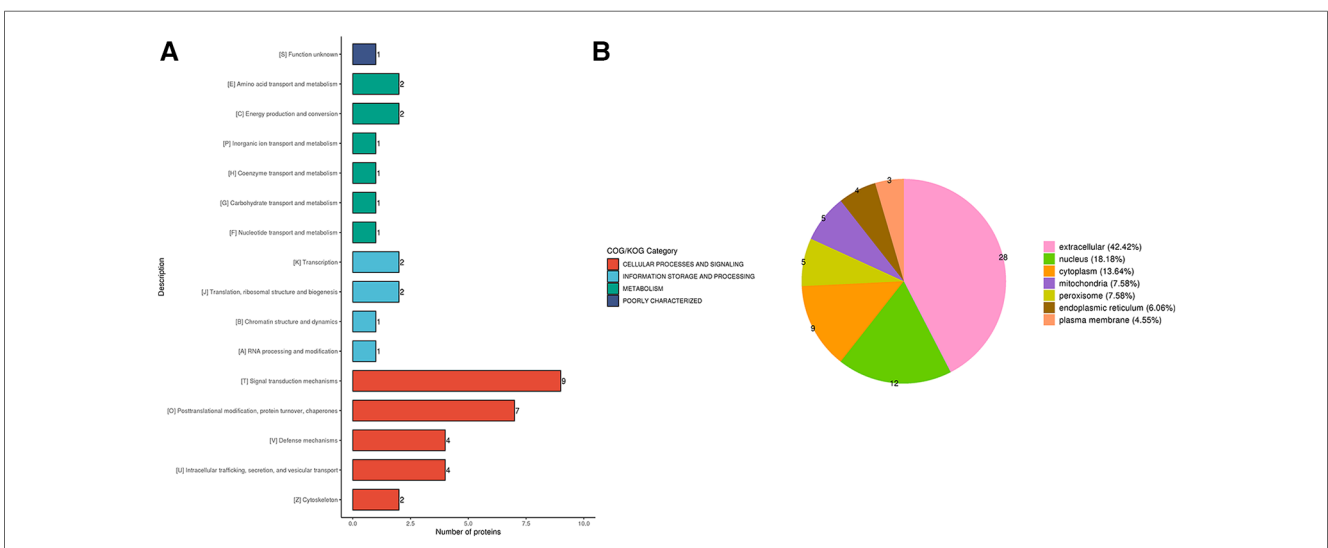 A
B
[S] Function unknown
1
[E] Amino acid transport and metabolism
2
[C] Energy production and conversion
2
[P] Inorganic ion transport and metabolism
1
[H] Coenzyme transport and metabolism
1
[G] Carbohydrate transport and metabolism
1
[F] Nucleotide transport and metabolism
1
[K] Transcription
2
[J] Translation, ribosomal structure and biogenesis
2
[B] Chromatin structure and dynamics
1
[A] RNA processing and modification
1
[T] Signal transduction mechanisms
9
[O] Posttranslational modification, protein turnover, chaperones
7
[V] Defense mechanisms
4
[U] Intracellular trafficking, secretion, and vesicular transport
4
[Z] Cytoskeleton
2
Description
0.0
2.5
5.0
7.5
10.0
Number of proteins
COG/KOG Category
CELLULAR PROCESSES AND SIGNALING
INFORMATION STORAGE AND PROCESSING
METABOLISM
POORLY CHARACTERIZED
3
4
5
5
9
12
28
extracellular (42.42%)
nucleus (18.18%)
cytoplasm (13.64%)
mitochondria (7.58%)
peroxisome (7.58%)
endoplasmic reticulum (6.06%)
plasma membrane (4.55%)